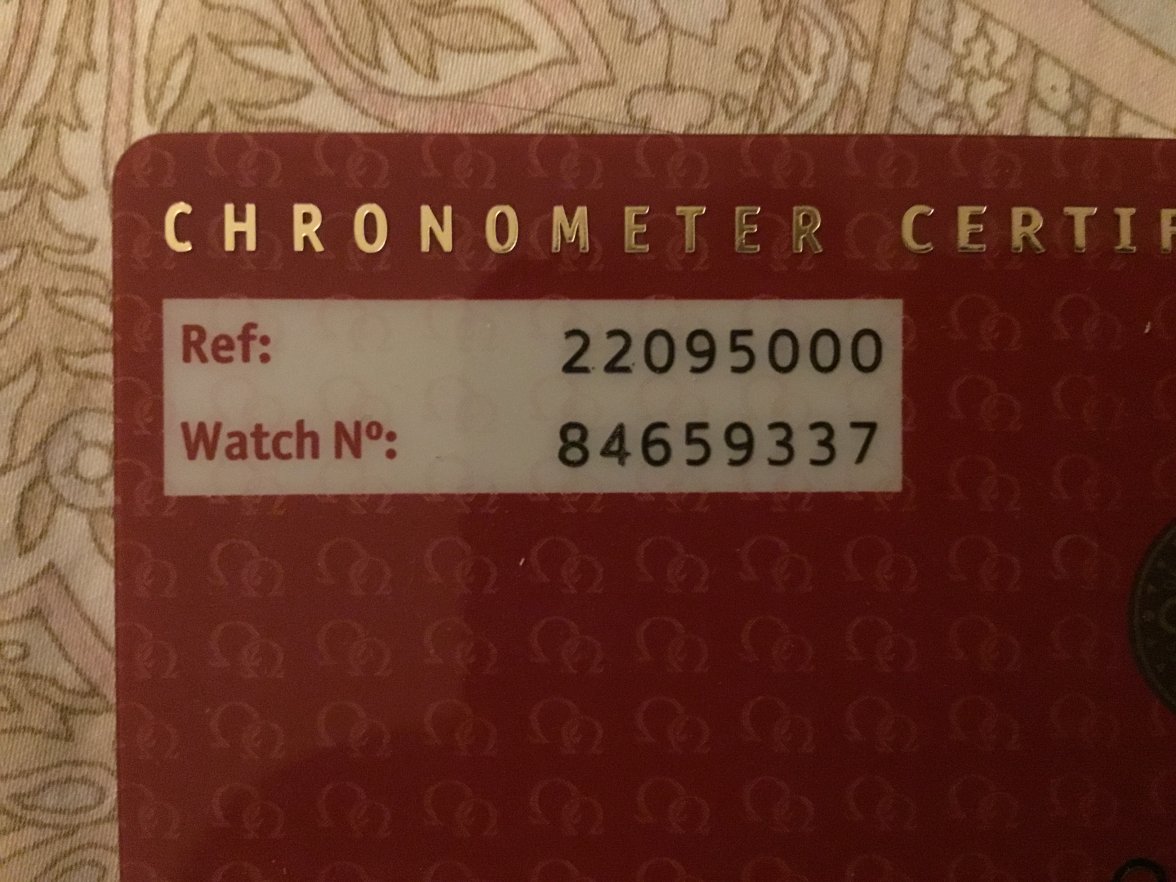 CHRONOMETER CERTIF
Ref: 22095000
Watch Nº: 84659337